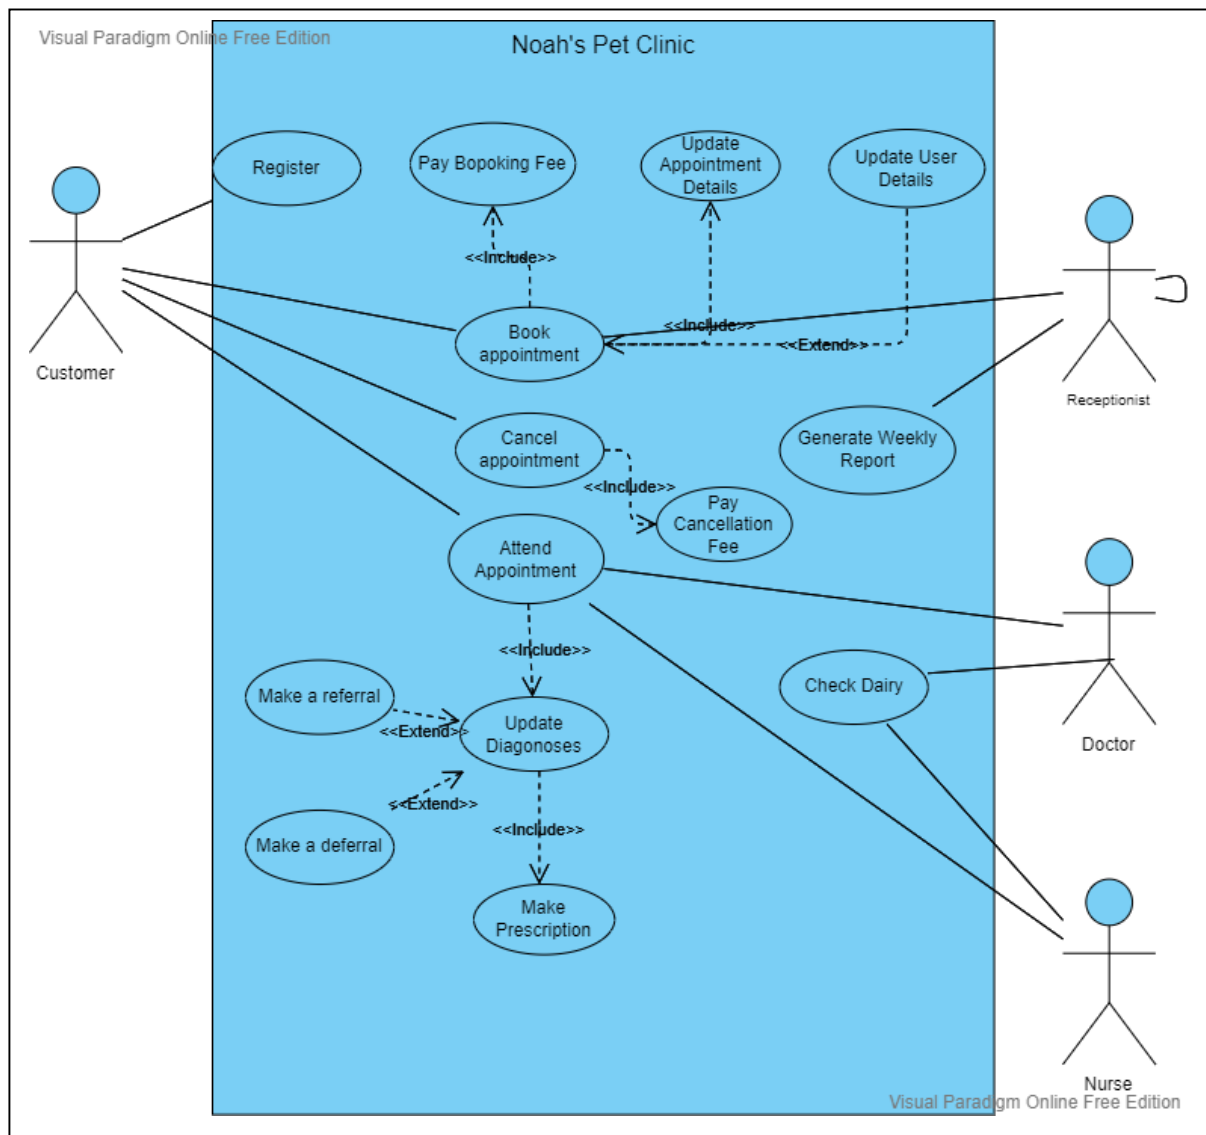 Visual Paradigm Online Free Edition
Noah's Pet Clinic
Register
Pay Bopoking Fee
Update
Appointment
Details
Update User
Details
<<Include>>
Book
appointment
<<Include>>
<<Extend>>
Customer
Receptionist
Cancel
appointment
Generate Weekly
Report
<<Include>>
Pay
Cancellation
Fee
Attend
Appointment
<<Include>>
Make a referral
Check Dairy
<<Extend>>
Update
Diagonoses
Doctor
<<Extend>>
<<Include>>
Make a deferral
Make
Prescription
Nurse
Visual Paradigm Online Free Edition